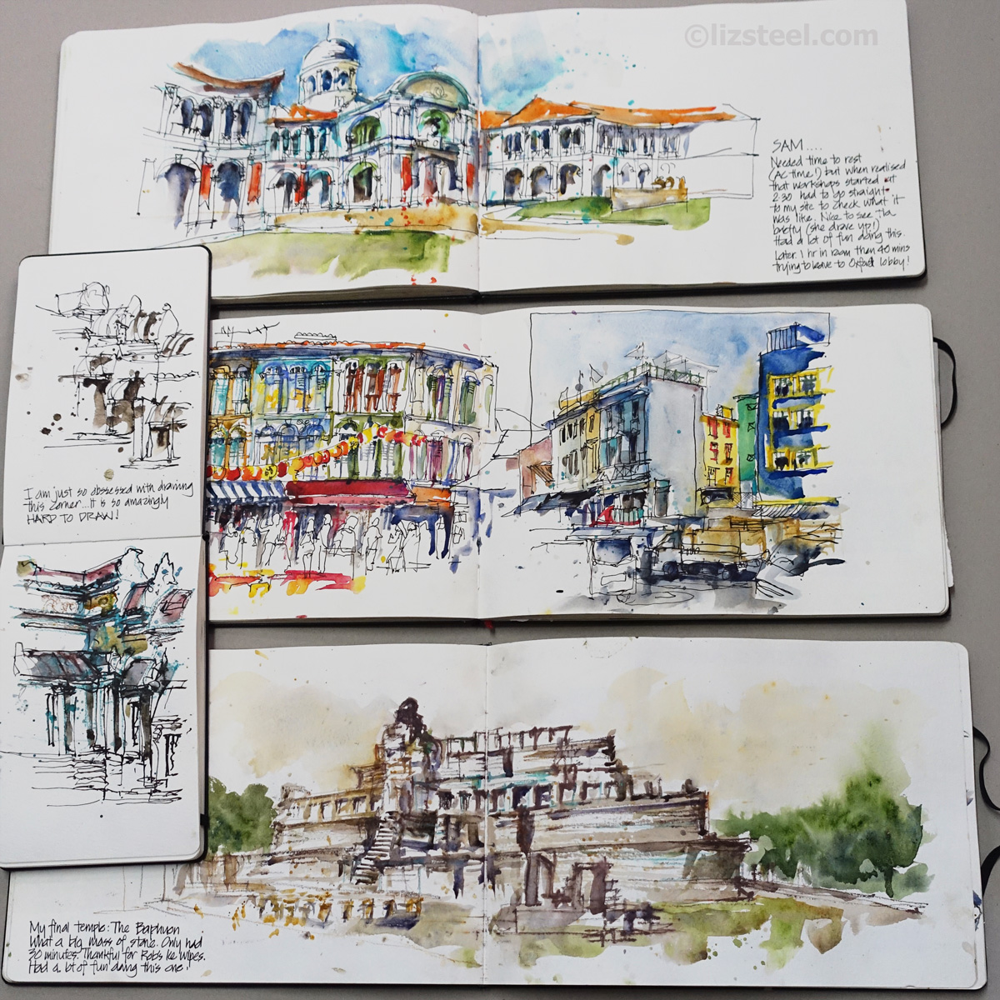 ©lizsteel.com
SAM....
Needed time to rest
(AC time!) but when realised
that workshops started at
2.30 had to go straight
to my site to check what it
was like. Nice to see Tia
briefly (she drove up!)
Had a lot of fun doing this.
Later 1 hr in room then 40 mins
trying to leave to Oxford lobby!
I am just so obssessed with drawing
this corner...it is so amazingly
HARD TO DRAW!
My final temple: The Baphuon
What a big mass of stone. Only had
30 minutes. Thankful for Rob's ice wipes.
Had a lot of fun doing this one!